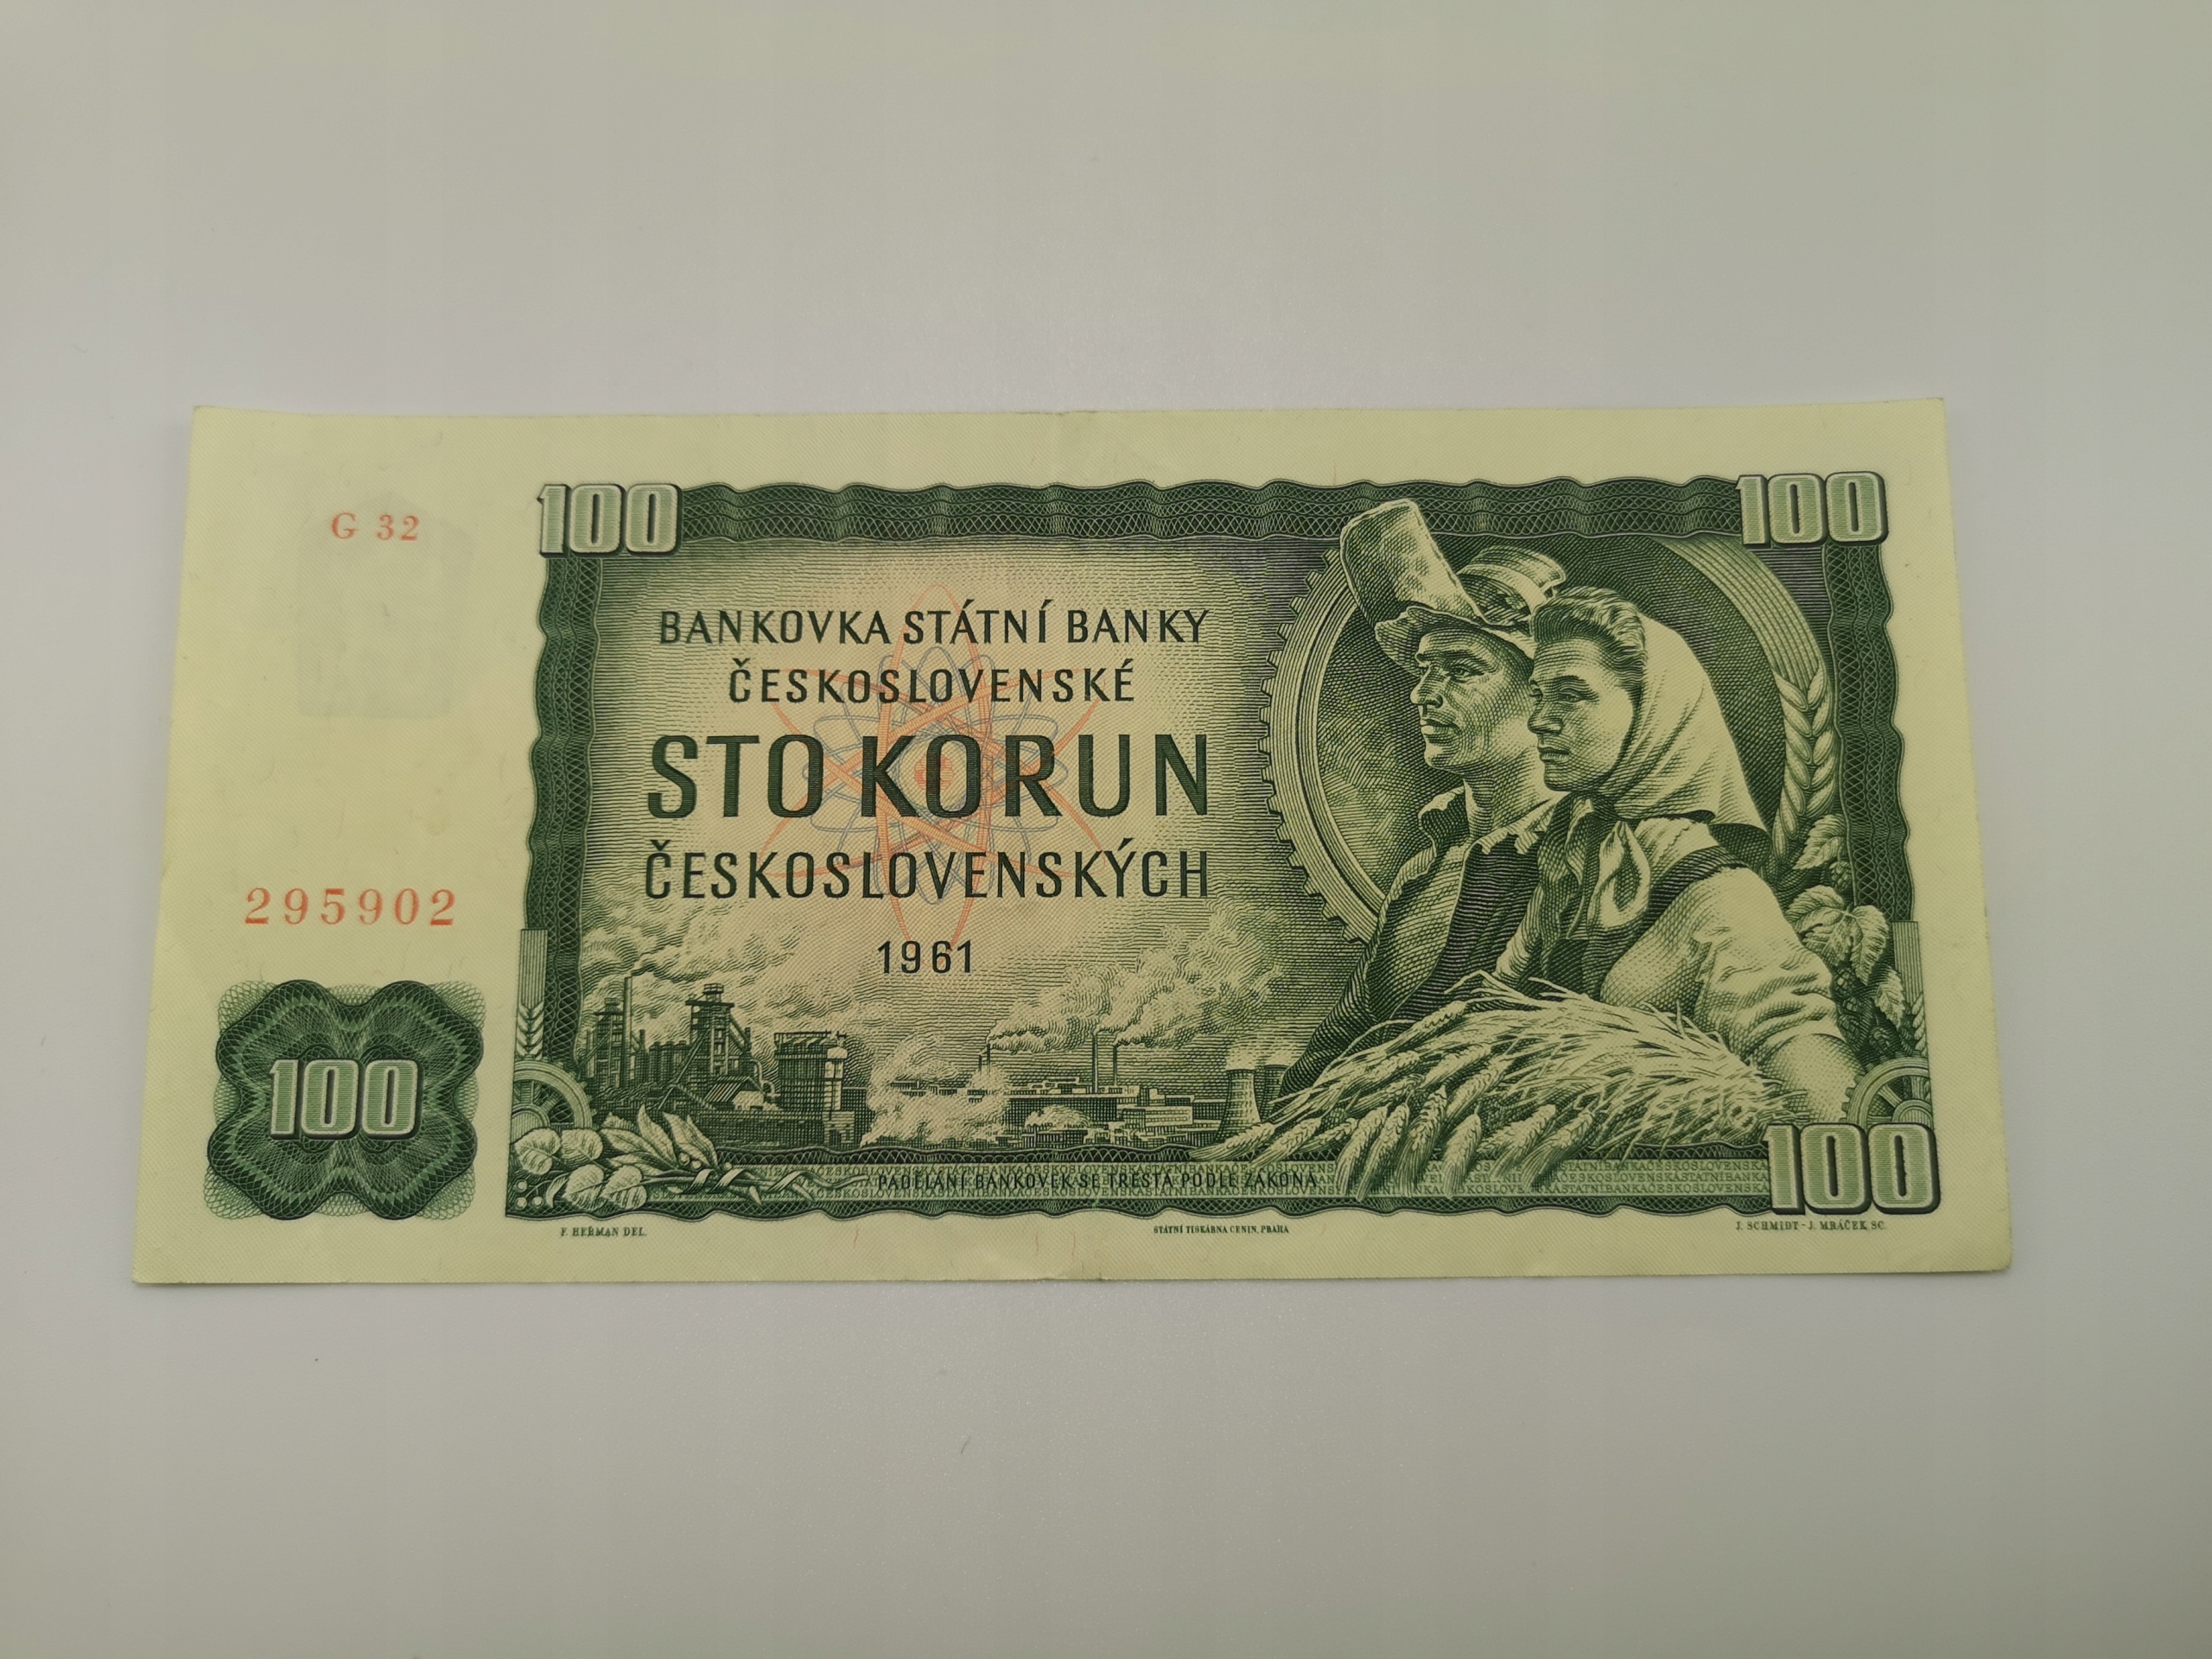 G 32
100
100
BANKOVKA STÁTNÍ BANKY
ČESKOSLOVENSKÉ
STO KORUN
ČESKOSLOVENSKÝCH
1961
295902
100
100
PADĚLÁNÍ BANKOVEK SE TRESTÁ PODLE ZÁKONA
F. HEŘMAN DEL.
STÁTNÍ TISKÁRNA CENIN, PRAHA
J. SCHMIDT - J. MRÁČEK SC.